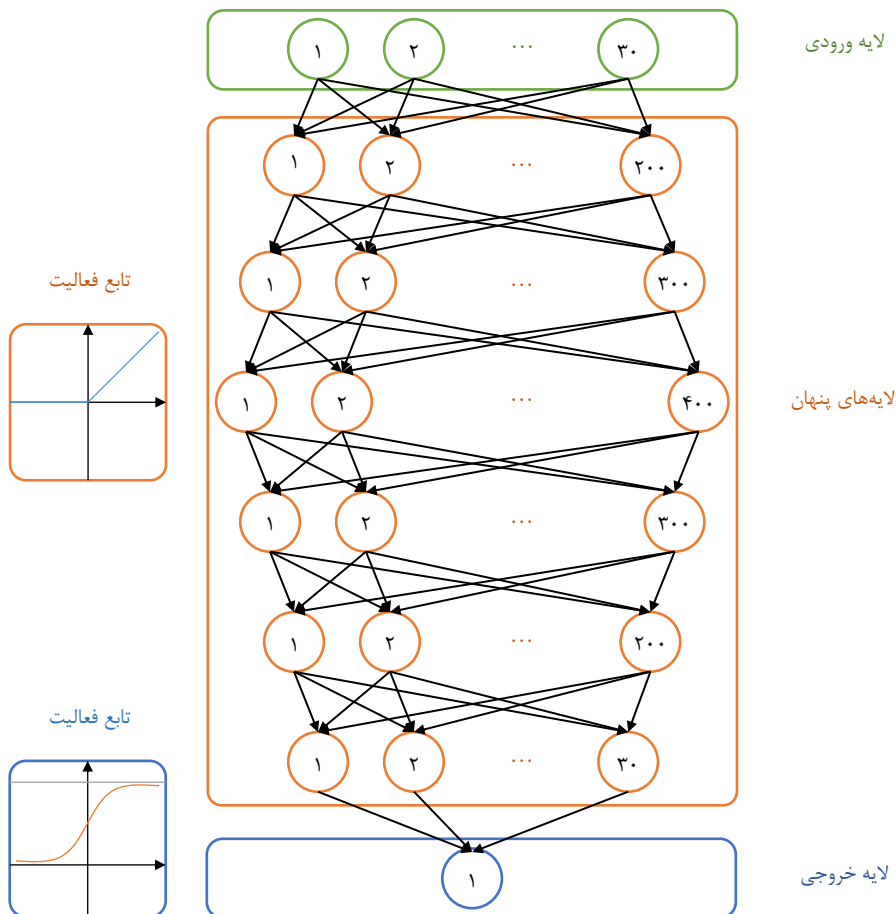 لایه ورودی
۱ ۲ ... ۳۰
۱ ۲ ... ۲۰۰
۱ ۲ ... ۳۰۰
تابع فعالیت
۱ ۲ ... ۴۰۰
لایه‌های پنهان
۱ ۲ ... ۳۰۰
۱ ۲ ... ۲۰۰
تابع فعالیت
۱ ۲ ... ۳۰
۱
لایه خروجی